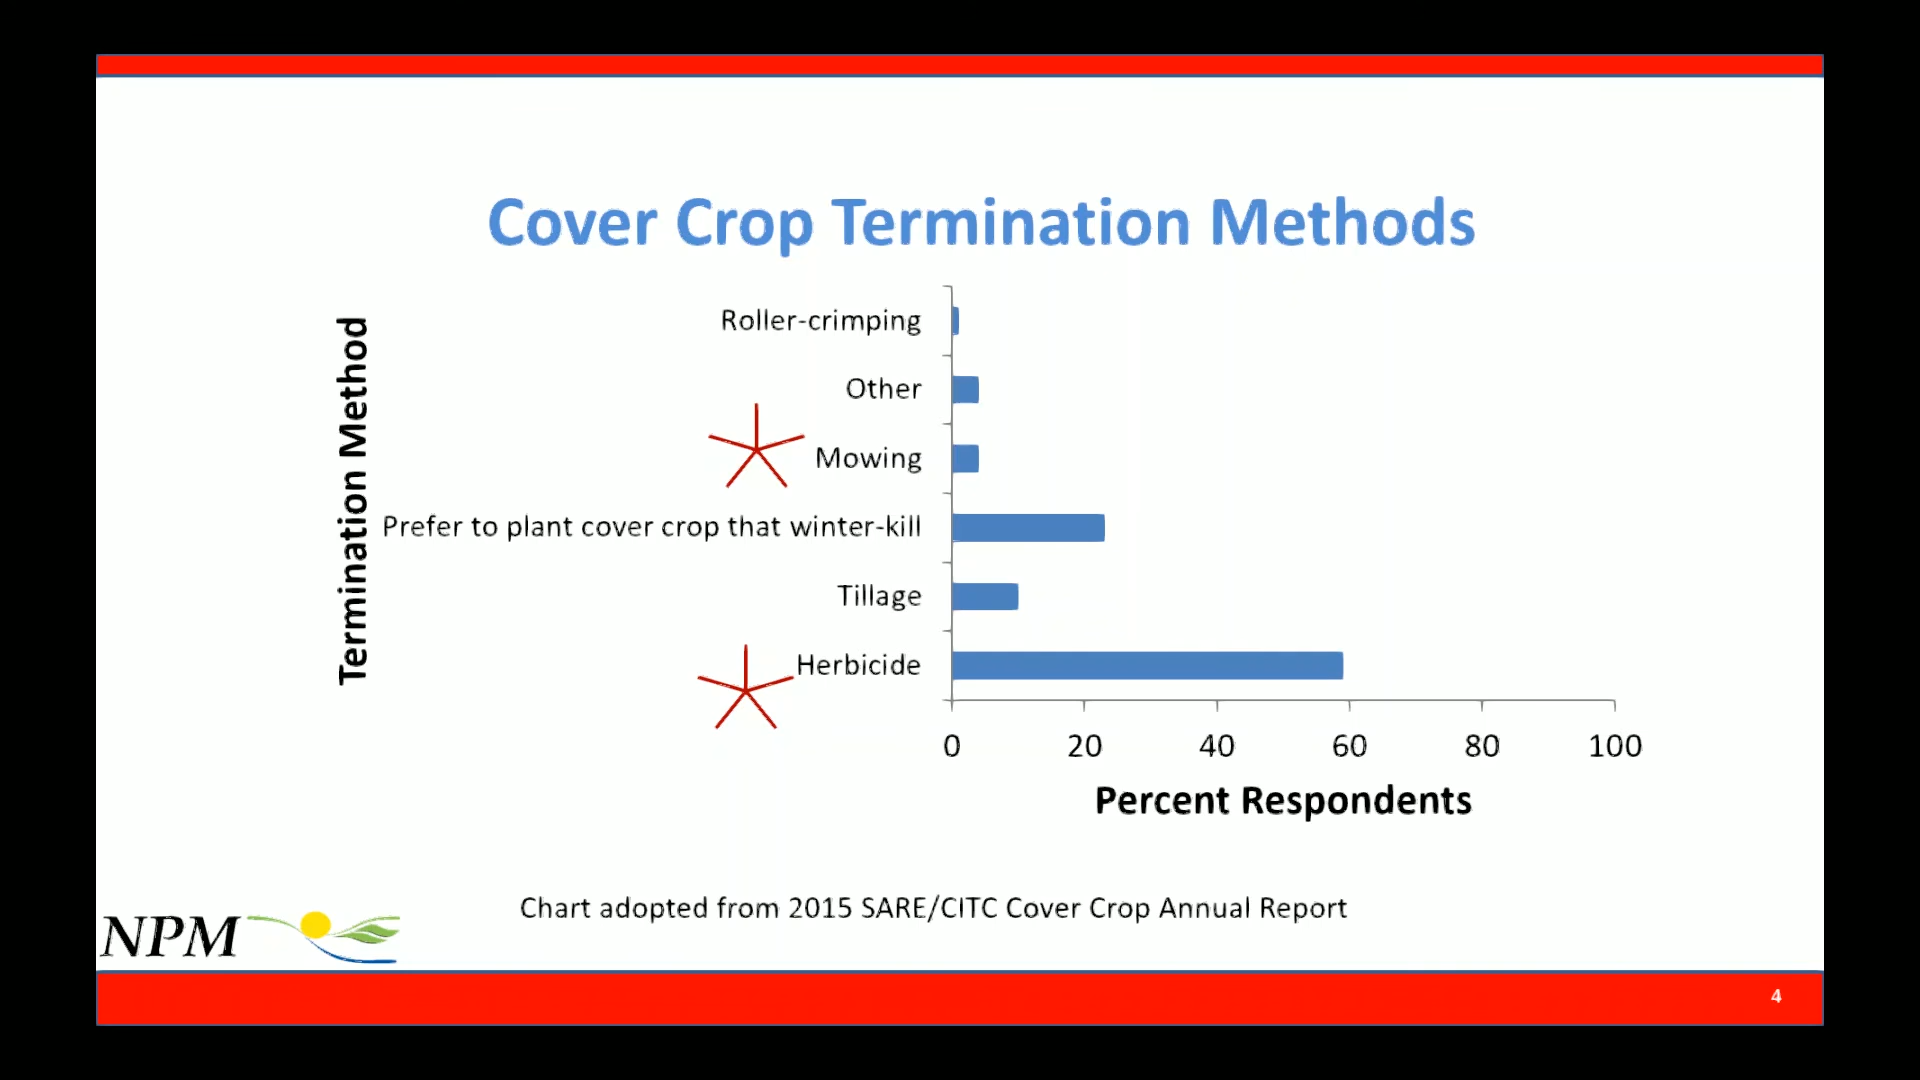 Cover Crop Termination Methods
Termination Method
Roller-crimping
Other
Mowing
Prefer to plant cover crop that winter-kill
Tillage
Herbicide
0 20 40 60 80 100
Percent Respondents
Chart adopted from 2015 SARE/CITC Cover Crop Annual Report
NPM
4